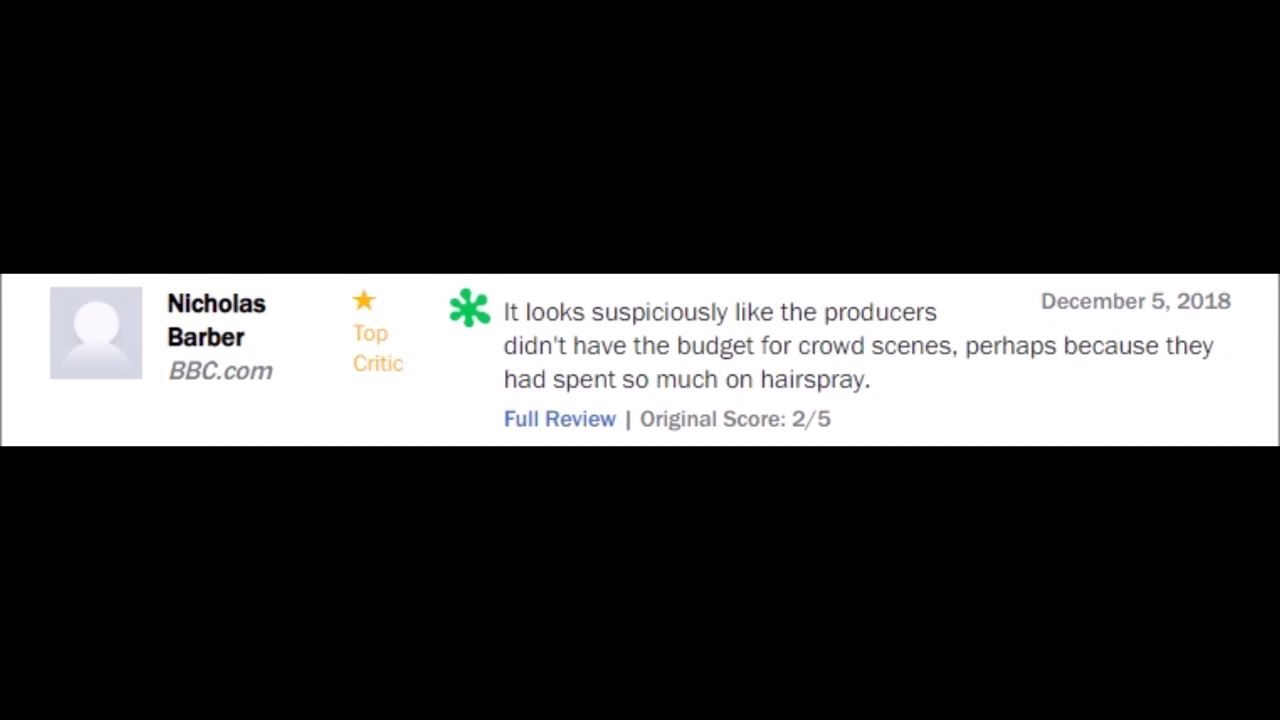 Nicholas
Barber
BBC.com
Top
Critic
It looks suspiciously like the producers
didn't have the budget for crowd scenes, perhaps because they
had spent so much on hairspray.
Full Review | Original Score: 2/5
December 5, 2018